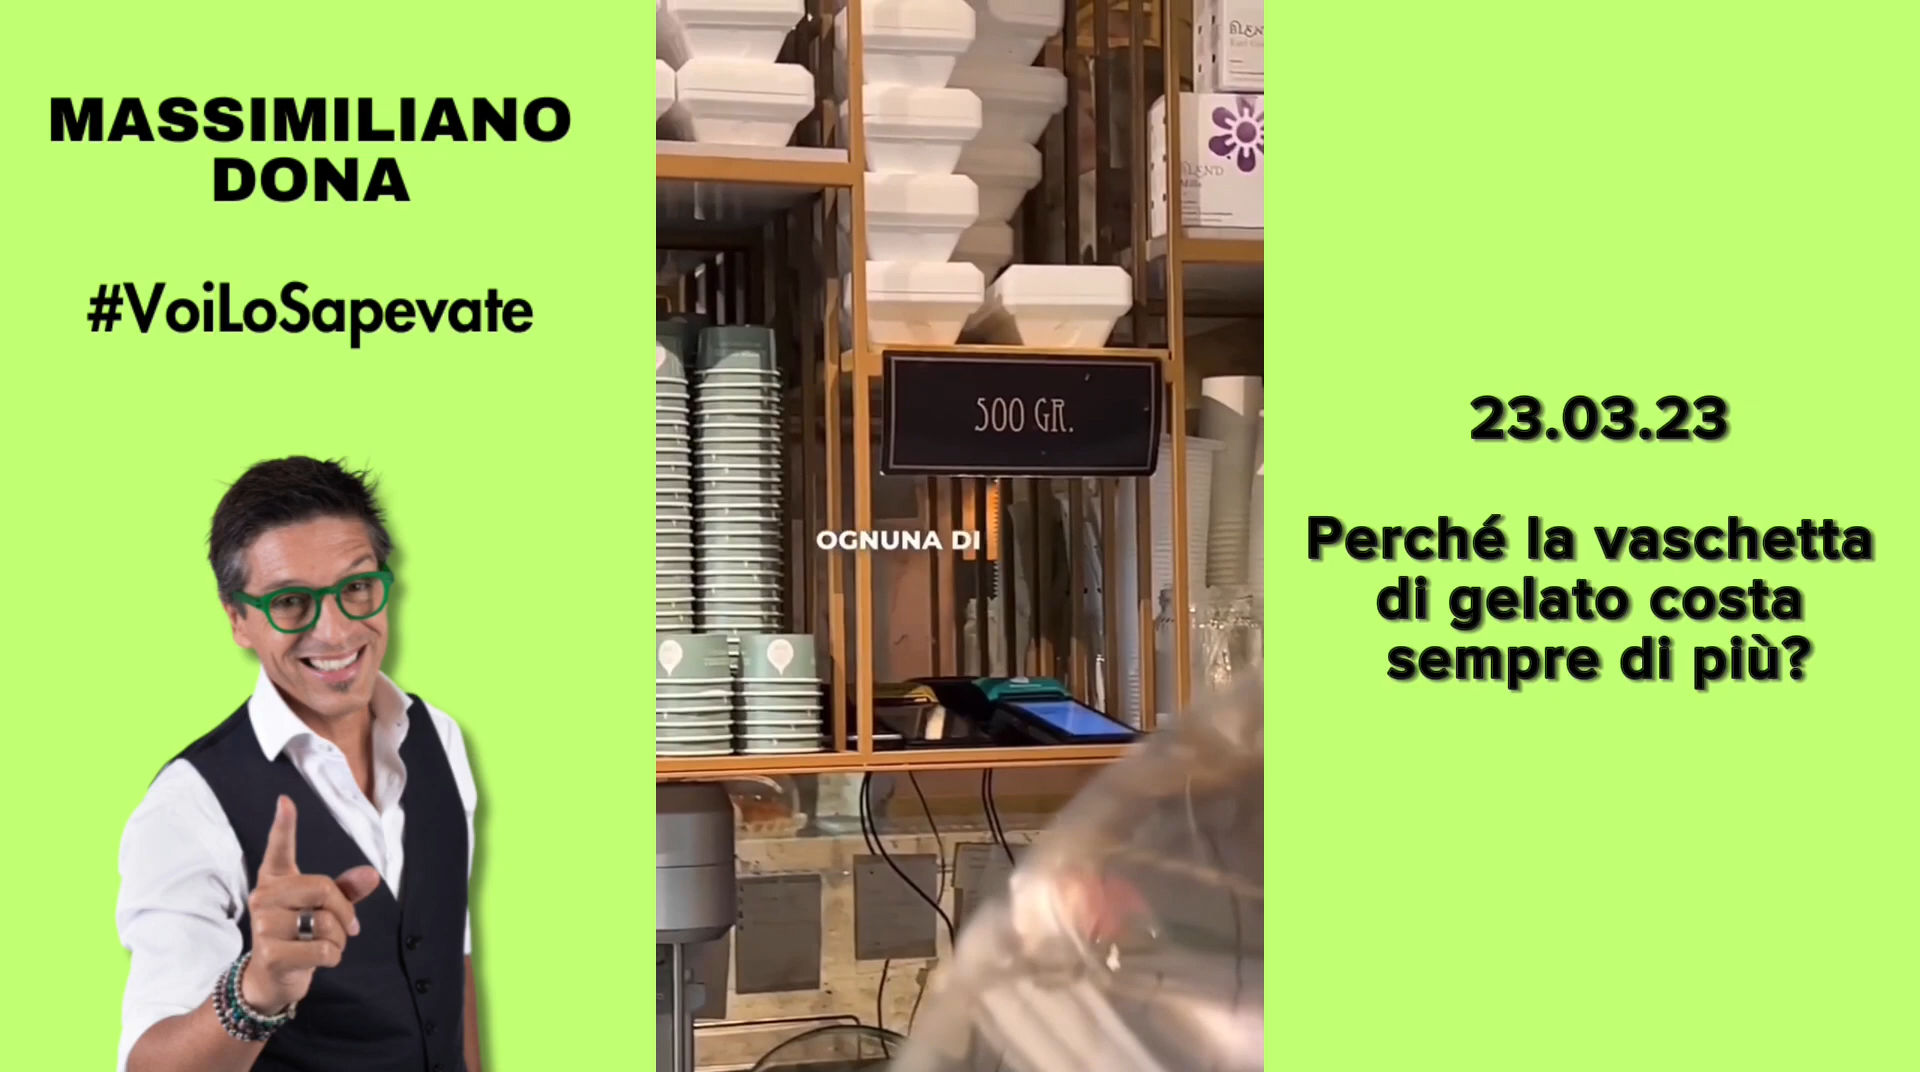 MASSIMILIANO
DONA
#VoiLoSapevate
BLEND
500 GR.
OGNUNA DI
23.03.23
Perché la vaschetta
di gelato costa
sempre di più?